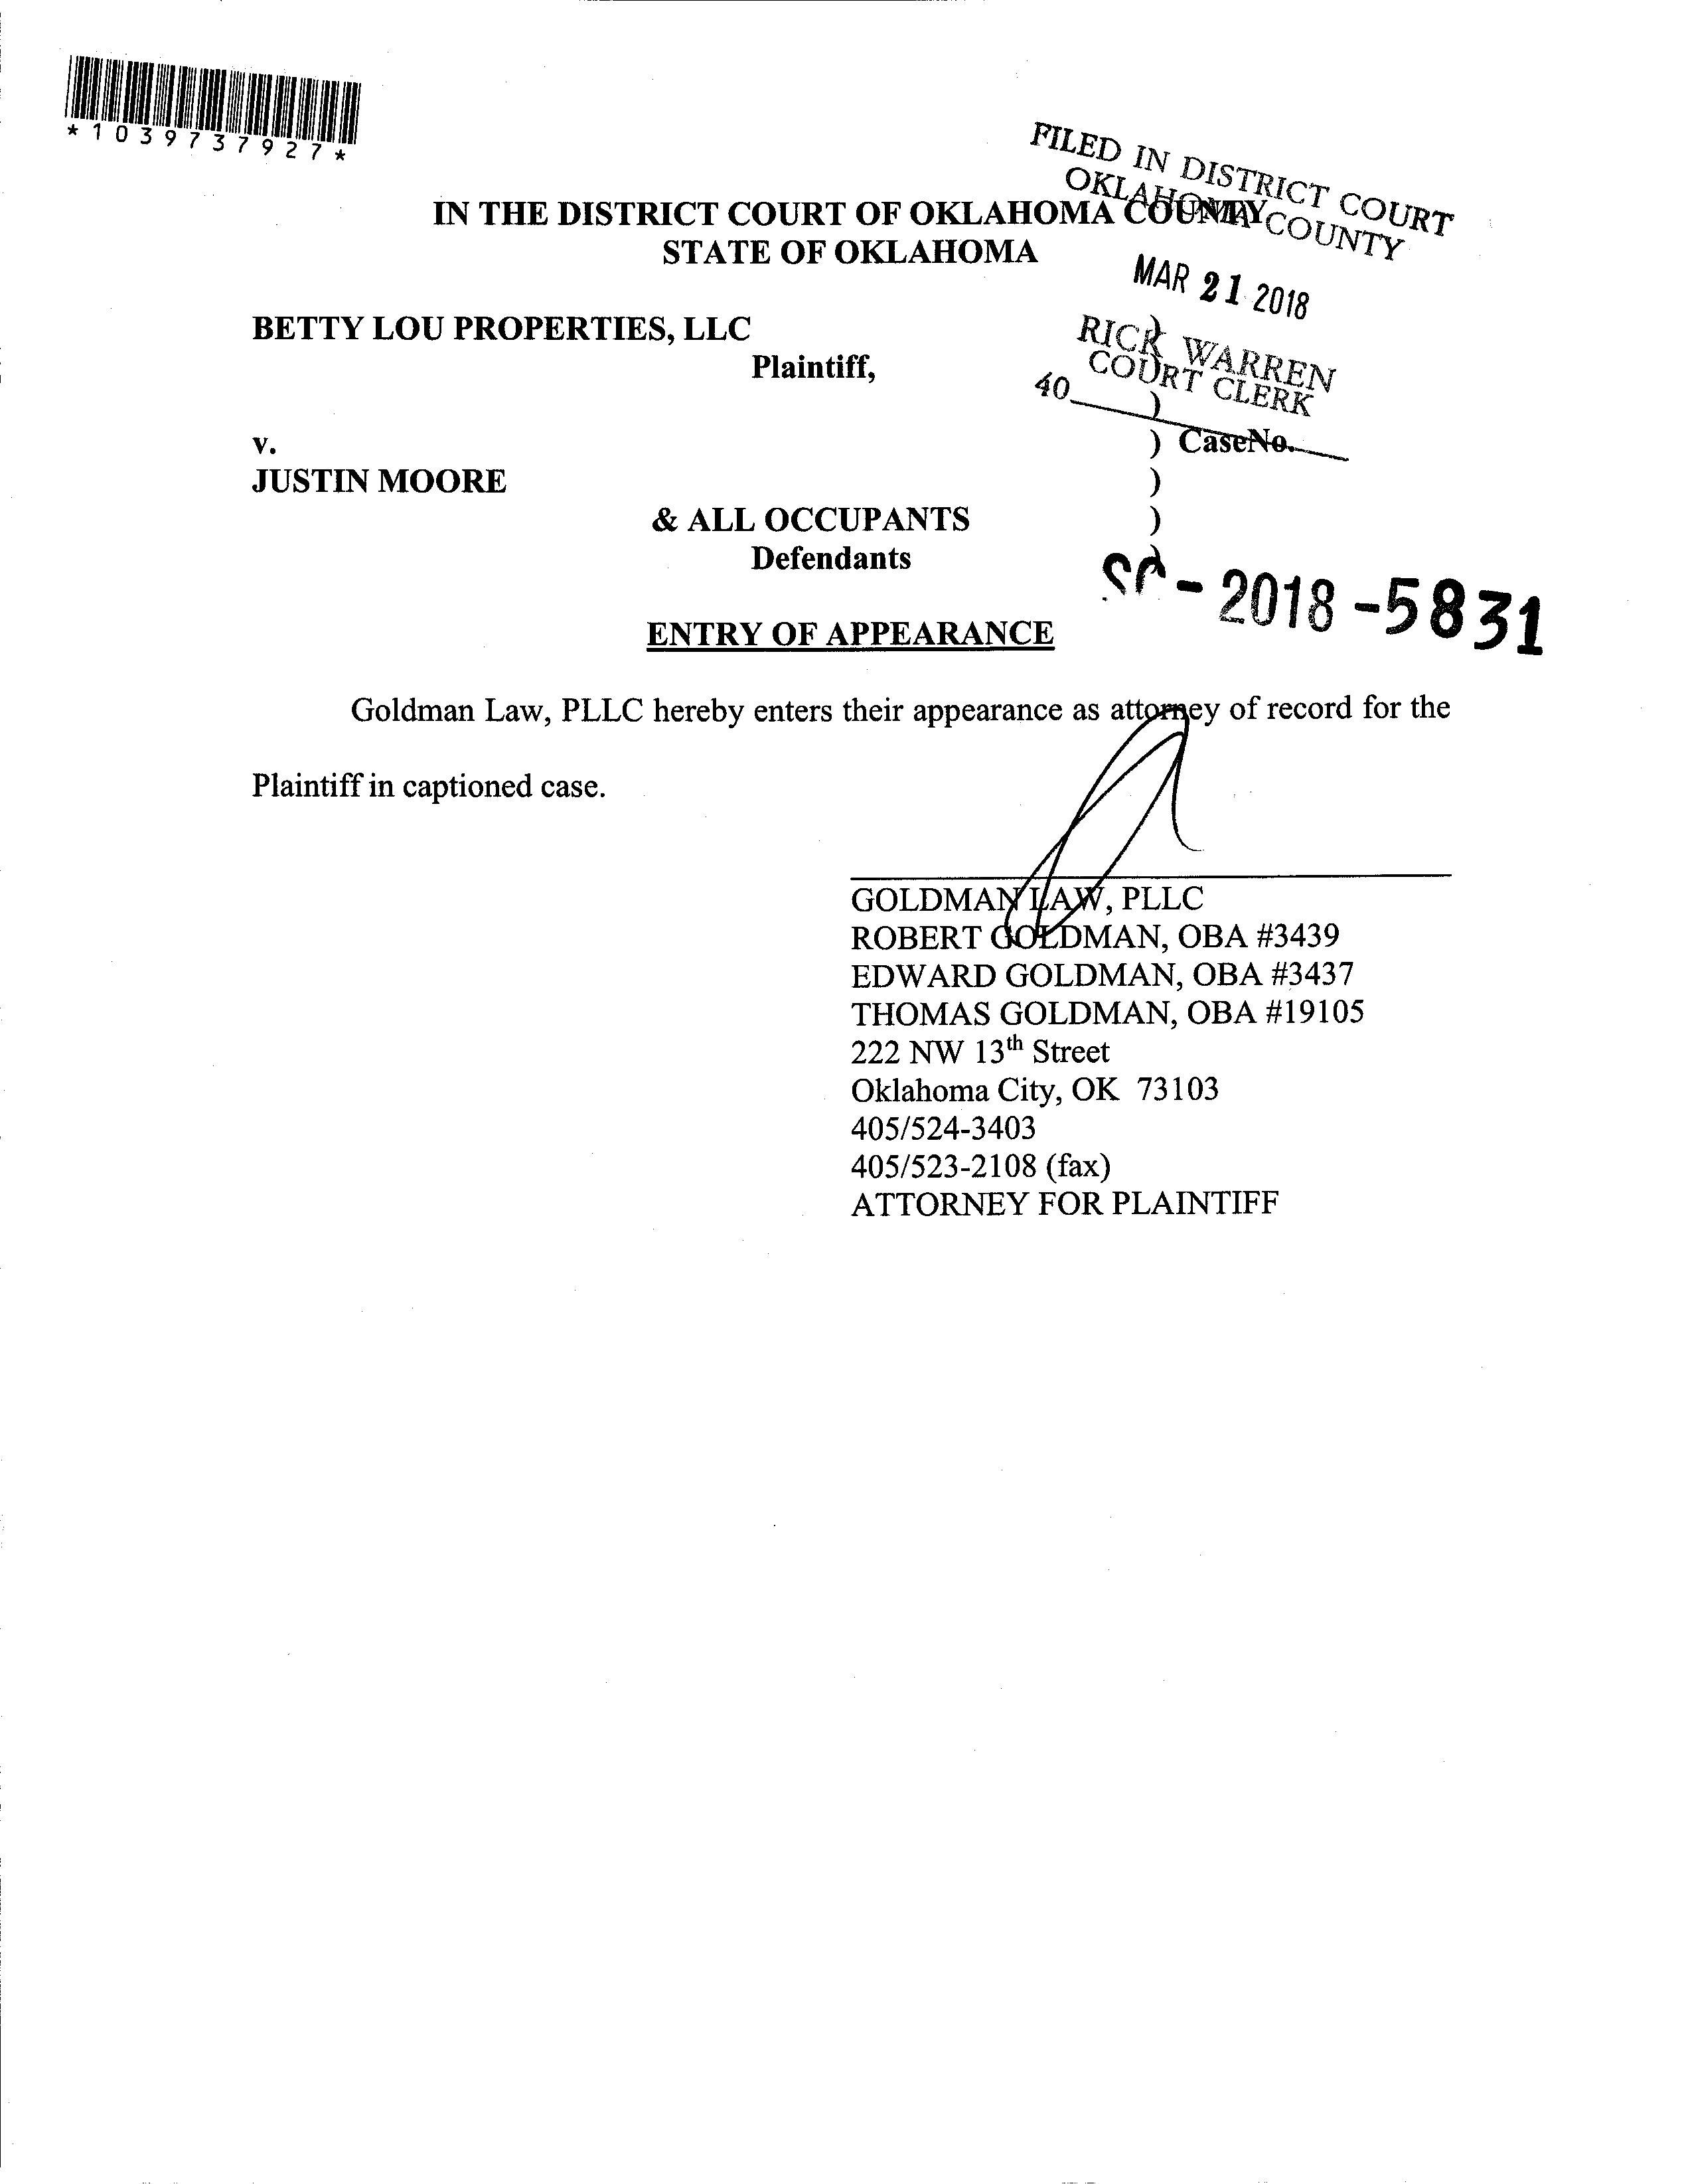 *1039737927*
FILED IN DISTRICT COURT
OKLAHOMA COUNTY
IN THE DISTRICT COURT OF OKLAHOMA COUNTY
STATE OF OKLAHOMA
MAR 21 2018
RICK WARREN
COURT CLERK
40
BETTY LOU PROPERTIES, LLC
Plaintiff,
)
)
v.
) Case No.
JUSTIN MOORE
)
& ALL OCCUPANTS
)
Defendants
)
- 2018 - 5831
ENTRY OF APPEARANCE
Goldman Law, PLLC hereby enters their appearance as attorney of record for the
Plaintiff in captioned case.
GOLDMAN LAW, PLLC
ROBERT GOLDMAN, OBA #3439
EDWARD GOLDMAN, OBA #3437
THOMAS GOLDMAN, OBA #19105
222 NW 13th Street
Oklahoma City, OK 73103
405/524-3403
405/523-2108 (fax)
ATTORNEY FOR PLAINTIFF